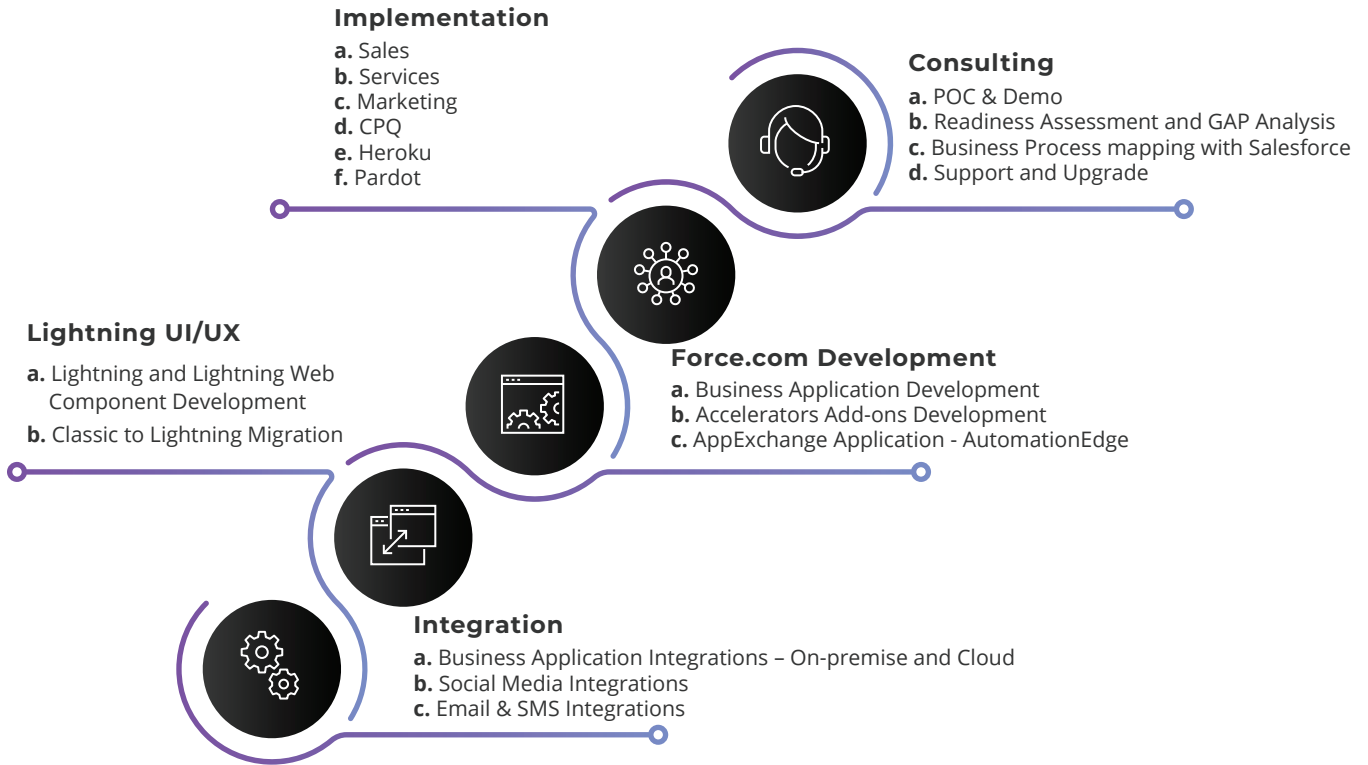 Implementation
a. Sales
b. Services
c. Marketing
d. CPQ
e. Heroku
f. Pardot
Consulting
a. POC & Demo
b. Readiness Assessment and GAP Analysis
c. Business Process mapping with Salesforce
d. Support and Upgrade
Lightning UI/UX
a. Lightning and Lightning Web
Component Development
b. Classic to Lightning Migration
Force.com Development
a. Business Application Development
b. Accelerators Add-ons Development
c. AppExchange Application - AutomationEdge
Integration
a. Business Application Integrations – On-premise and Cloud
b. Social Media Integrations
c. Email & SMS Integrations